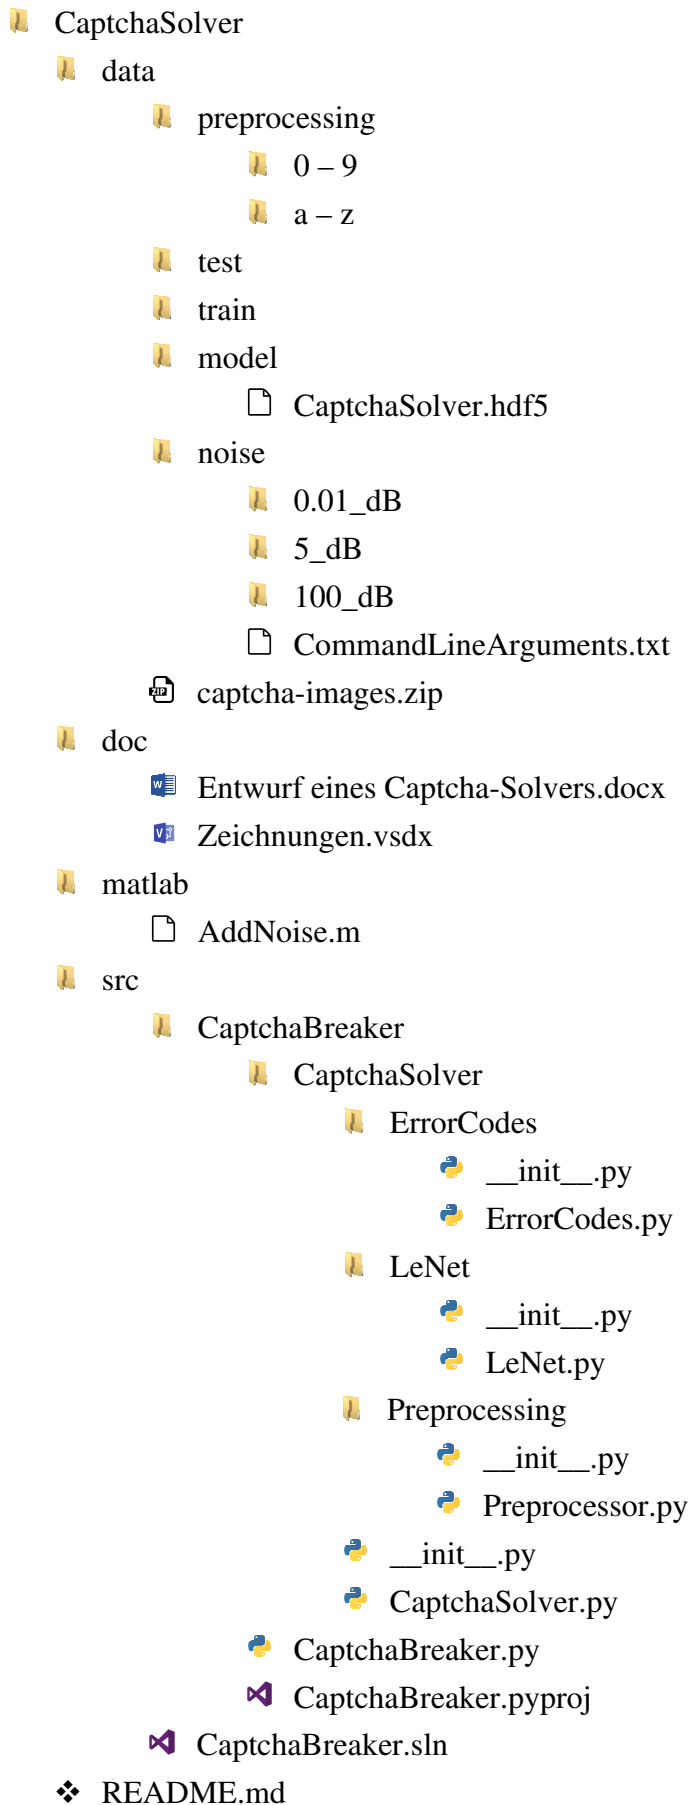 CaptchaSolver
data
preprocessing
0 – 9
a – z
test
train
model
CaptchaSolver.hdf5
noise
0.01_dB
5_dB
100_dB
CommandLineArguments.txt
ZIP captcha-images.zip
doc
W Entwurf eines Captcha-Solvers.docx
V Zeichnungen.vsdx
matlab
AddNoise.m
src
CaptchaBreaker
CaptchaSolver
ErrorCodes
__init__.py
ErrorCodes.py
LeNet
__init__.py
LeNet.py
Preprocessing
__init__.py
Preprocessor.py
__init__.py
CaptchaSolver.py
CaptchaBreaker.py
CaptchaBreaker.pyproj
CaptchaBreaker.sln
README.md